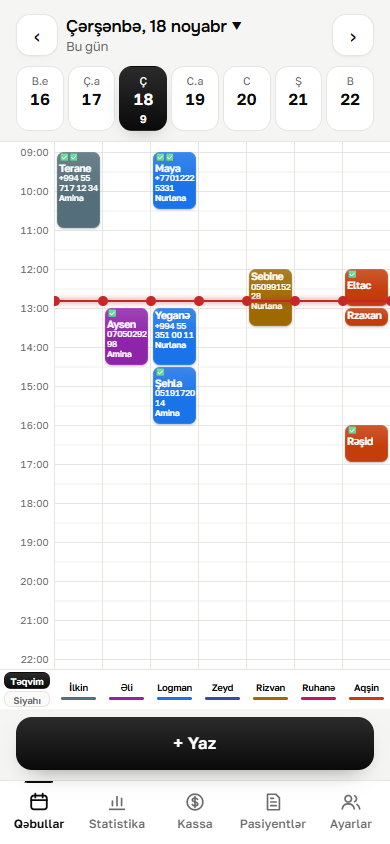 ‹
Çərşənbə, 18 noyabr ▼
Bu gün
›
B.e
16
Ç.a
17
Ç
18
9
C.a
19
C
20
Ş
21
B
22
09:00
10:00
11:00
12:00
13:00
14:00
15:00
16:00
17:00
18:00
19:00
20:00
21:00
22:00
Terane
+994 55
717 12 34
Amina
Aysen
07050292
98
Amina
Maya
+7701222
5331
Nurlana
Yeganə
+994 55
351 00 11
Nurlana
Şehla
05191720
14
Amina
Sebine
05099152
28
Nurlana
Eltac
Rzaxan
Rəşid
Təqvim
Siyahı
İlkin
Əli
Logman
Zeyd
Rizvan
Ruhanə
Aqşin
+ Yaz
Qəbullar
Statistika
Kassa
Pasiyentlər
Ayarlar